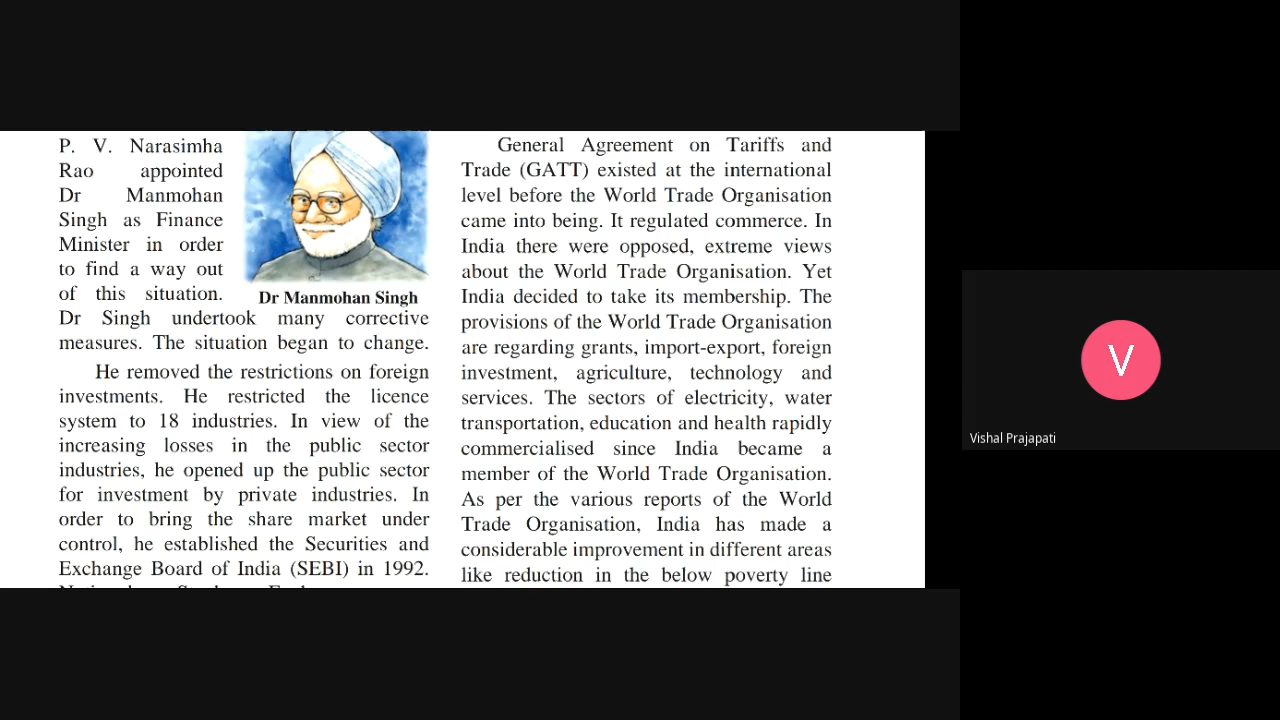 P. V. Narasimha
Rao appointed
Dr Manmohan
Singh as Finance
Minister in order
to find a way out
of this situation.
Dr Manmohan Singh
Dr Singh undertook many corrective
measures. The situation began to change.
He removed the restrictions on foreign
investments. He restricted the licence
system to 18 industries. In view of the
increasing losses in the public sector
industries, he opened up the public sector
for investment by private industries. In
order to bring the share market under
control, he established the Securities and
Exchange Board of India (SEBI) in 1992.
General Agreement on Tariffs and
Trade (GATT) existed at the international
level before the World Trade Organisation
came into being. It regulated commerce. In
India there were opposed, extreme views
about the World Trade Organisation. Yet
India decided to take its membership. The
provisions of the World Trade Organisation
are regarding grants, import-export, foreign
investment, agriculture, technology and
services. The sectors of electricity, water
transportation, education and health rapidly
commercialised since India became a
member of the World Trade Organisation.
As per the various reports of the World
Trade Organisation, India has made a
considerable improvement in different areas
like reduction in the below poverty line
V
Vishal Prajapati